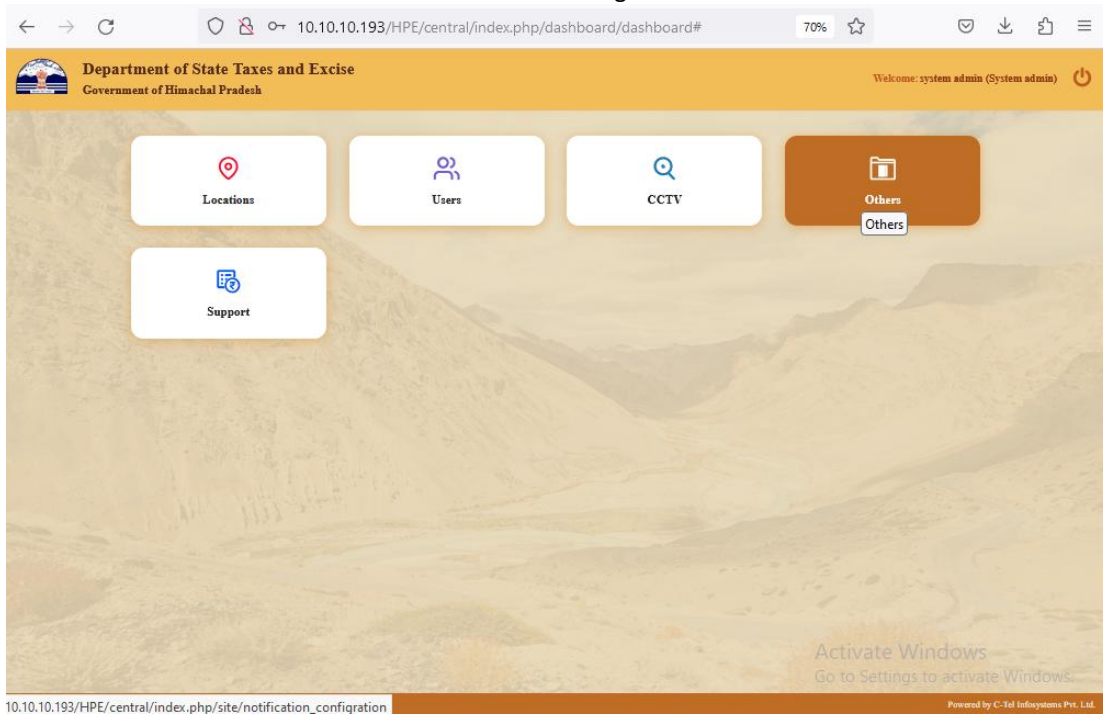 10.10.10.193/HPE/central/index.php/dashboard/dashboard#
70%
Department of State Taxes and Excise
Government of Himachal Pradesh
Welcome: system admin (System admin)
Locations
Users
CCTV
Others
Others
Support
Activate Windows
Go to Settings to activate Windows.
10.10.10.193/HPE/central/index.php/site/notification_confiqration
Powered by C-Tel Infosystems Pvt. Ltd.